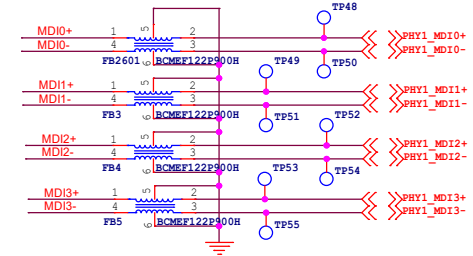 TP48
MDI0+ 1 5 2 PHY1_MDI0+
MDI0- 4 6 3 PHY1_MDI0-
FB2601 BCMEF122P900H TP49 TP50
MDI1+ 1 5 2 PHY1_MDI1+
MDI1- 4 6 3 PHY1_MDI1-
FB3 BCMEF122P900H TP51 TP52
MDI2+ 1 5 2 PHY1_MDI2+
MDI2- 4 6 3 PHY1_MDI2-
FB4 BCMEF122P900H TP53 TP54
MDI3+ 1 5 2 PHY1_MDI3+
MDI3- 4 6 3 PHY1_MDI3-
FB5 BCMEF122P900H TP55